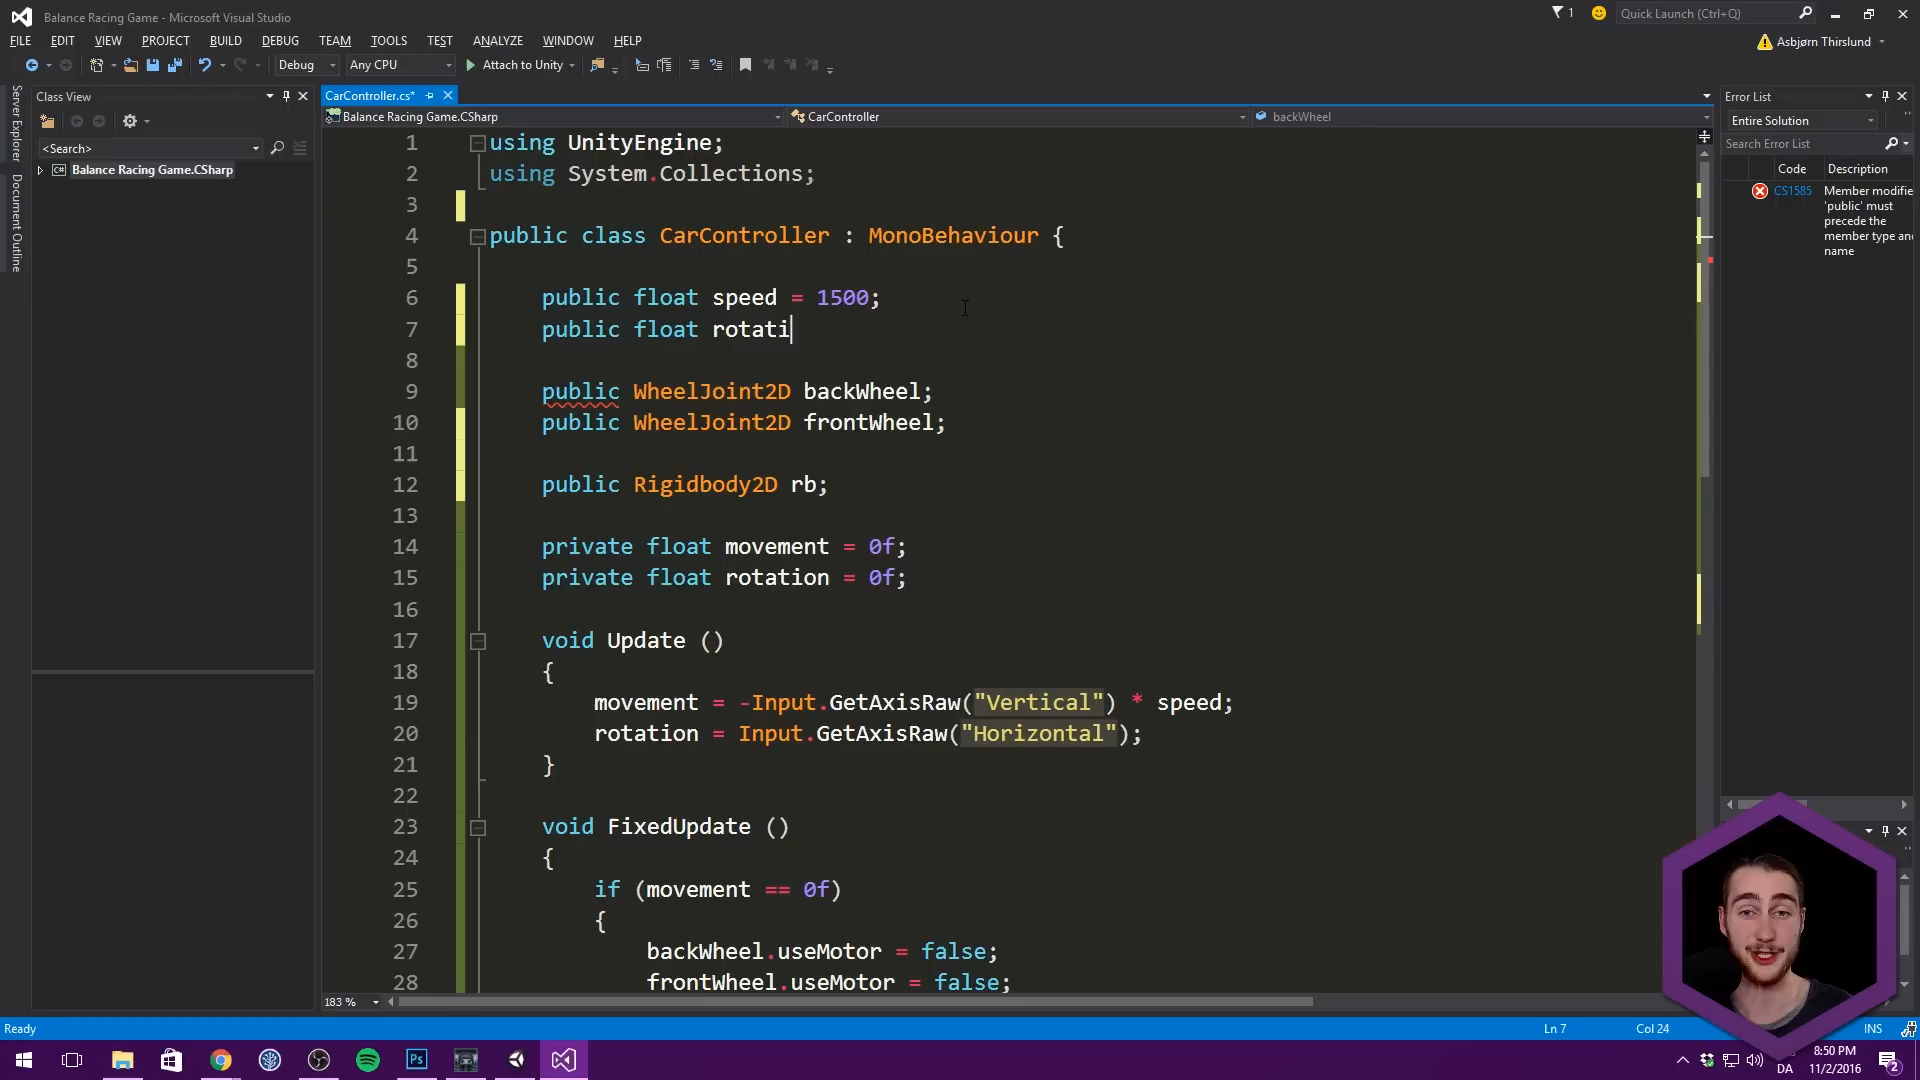 Balance Racing Game - Microsoft Visual Studio
1
Quick Launch (Ctrl+Q)
FILE EDIT VIEW PROJECT BUILD DEBUG TEAM TOOLS TEST ANALYZE WINDOW HELP
Asbjørn Thirslund
Debug Any CPU Attach to Unity
Server Explorer
Document Outline
Class View
<Search>
C# Balance Racing Game.CSharp
CarController.cs*
Balance Racing Game.CSharp CarController backWheel
1 using UnityEngine;
2 using System.Collections;
3
4 public class CarController : MonoBehaviour {
5
6 public float speed = 1500;
7 public float rotati
8
9 public WheelJoint2D backWheel;
10 public WheelJoint2D frontWheel;
11
12 public Rigidbody2D rb;
13
14 private float movement = 0f;
15 private float rotation = 0f;
16
17 void Update ()
18 {
19 movement = -Input.GetAxisRaw("Vertical") * speed;
20 rotation = Input.GetAxisRaw("Horizontal");
21 }
22
23 void FixedUpdate ()
24 {
25 if (movement == 0f)
26 {
27 backWheel.useMotor = false;
28 frontWheel.useMotor = false;
183 %
Error List
Entire Solution
Search Error List
Code Description
CS1585 Member modifie
'public' must
precede the
member type and
name
Ready Ln 7 Col 24 INS
Ps
DA
8:50 PM
11/2/2016
2